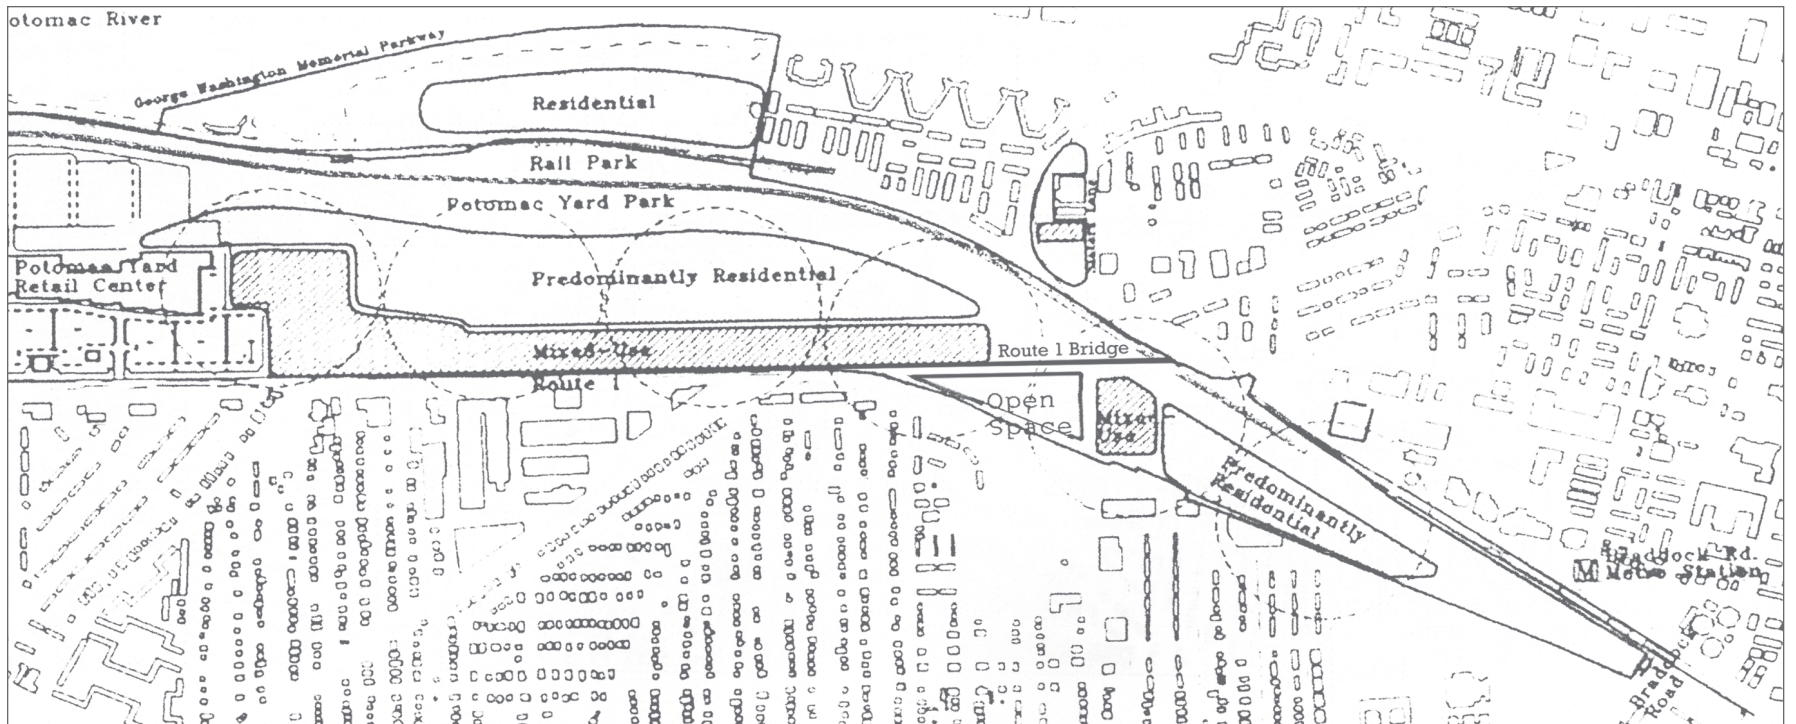 otomac River
George Washington Memorial Parkway
Residential
Rail Park
Potomac Yard Park
Potomac Yard
Retail Center
Predominantly Residential
Mixed-Use
Route 1
Route 1 Bridge
Open
Space
Mixed
Use
Predominantly
Residential
Braddock Rd.
M Metro Station
Braddock
Road